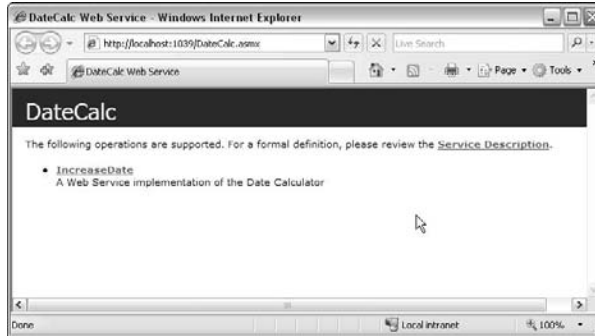 DateCalc Web Service - Windows Internet Explorer
http://localhost:1039/DateCalc.asmx
Live Search
DateCalc Web Service
Page
Tools
DateCalc
The following operations are supported. For a formal definition, please review the Service Description.
• IncreaseDate
A Web Service implementation of the Date Calculator
Done
Local intranet
100%